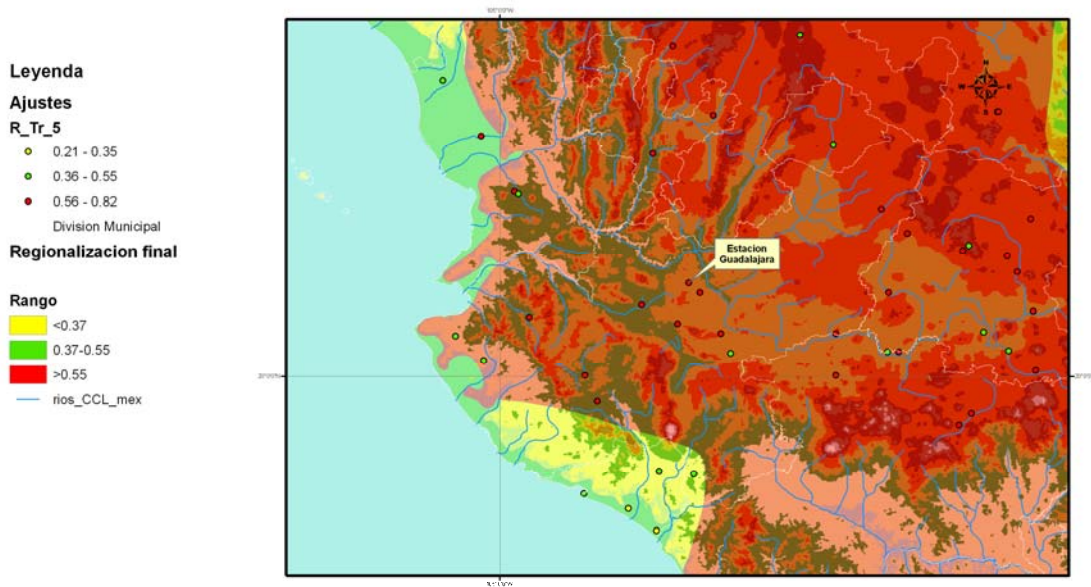 Leyenda
Ajustes
R_Tr_5
0.21 - 0.35
0.36 - 0.55
0.56 - 0.82
Division Municipal
Regionalizacion final
Rango
<0.37
0.37-0.55
>0.55
rios_CCL_mex
Estacion
Guadalajara
N
W
E
S